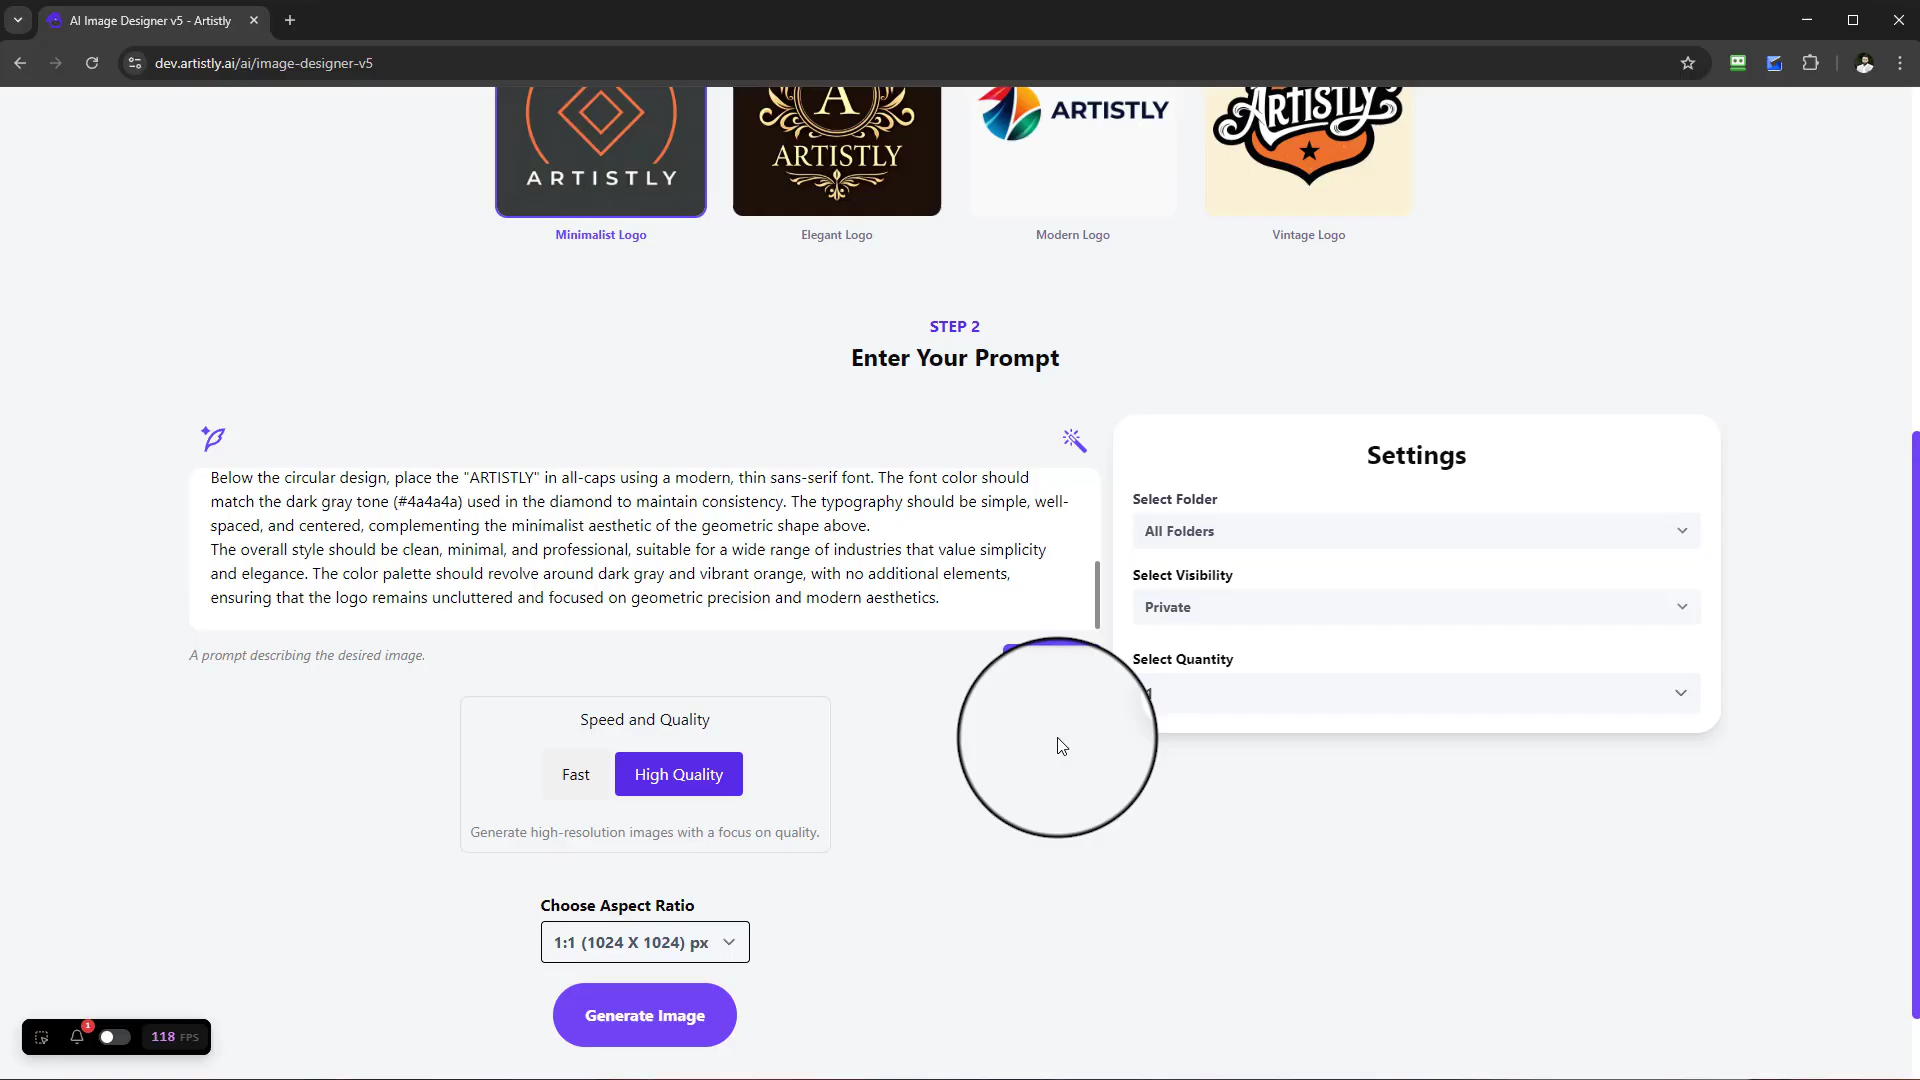 AI Image Designer v5 - Artistly
dev.artistly.ai/ai/image-designer-v5
ARTISTLY
A
ARTISTLY
ARTISTLY
Artistly
Minimalist Logo
Elegant Logo
Modern Logo
Vintage Logo
STEP 2
Enter Your Prompt
Below the circular design, place the "ARTISTLY" in all-caps using a modern, thin sans-serif font. The font color should
match the dark gray tone (#4a4a4a) used in the diamond to maintain consistency. The typography should be simple, well-
spaced, and centered, complementing the minimalist aesthetic of the geometric shape above.
The overall style should be clean, minimal, and professional, suitable for a wide range of industries that value simplicity
and elegance. The color palette should revolve around dark gray and vibrant orange, with no additional elements,
ensuring that the logo remains uncluttered and focused on geometric precision and modern aesthetics.
A prompt describing the desired image.
Speed and Quality
Fast
High Quality
Generate high-resolution images with a focus on quality.
Choose Aspect Ratio
1:1 (1024 X 1024) px
Generate Image
Settings
Select Folder
All Folders
Select Visibility
Private
Select Quantity
1
118 FPS